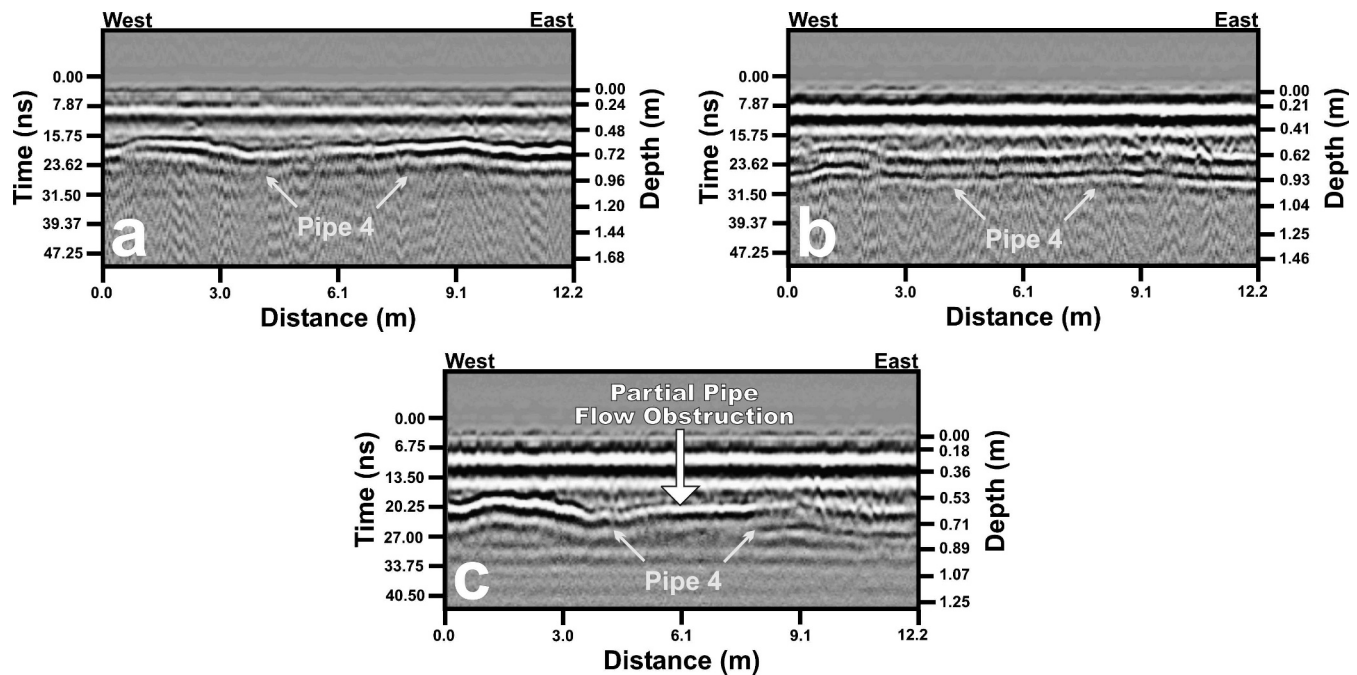 West East
Time (ns)
0.00
7.87
15.75
23.62
31.50
39.37
47.25
0.00
0.24
0.48
0.72
0.96
1.20
1.44
1.68
Depth (m)
Pipe 4
a
0.0 3.0 6.1 9.1 12.2
Distance (m)
West East
Time (ns)
0.00
7.87
15.75
23.62
31.50
39.37
47.25
0.00
0.21
0.41
0.62
0.93
1.04
1.25
1.46
Depth (m)
Pipe 4
b
0.0 3.0 6.1 9.1 12.2
Distance (m)
West East
Partial Pipe
Flow Obstruction
Time (ns)
0.00
6.75
13.50
20.25
27.00
33.75
40.50
0.00
0.18
0.36
0.53
0.71
0.89
1.07
1.25
Depth (m)
Pipe 4
c
0.0 3.0 6.1 9.1 12.2
Distance (m)